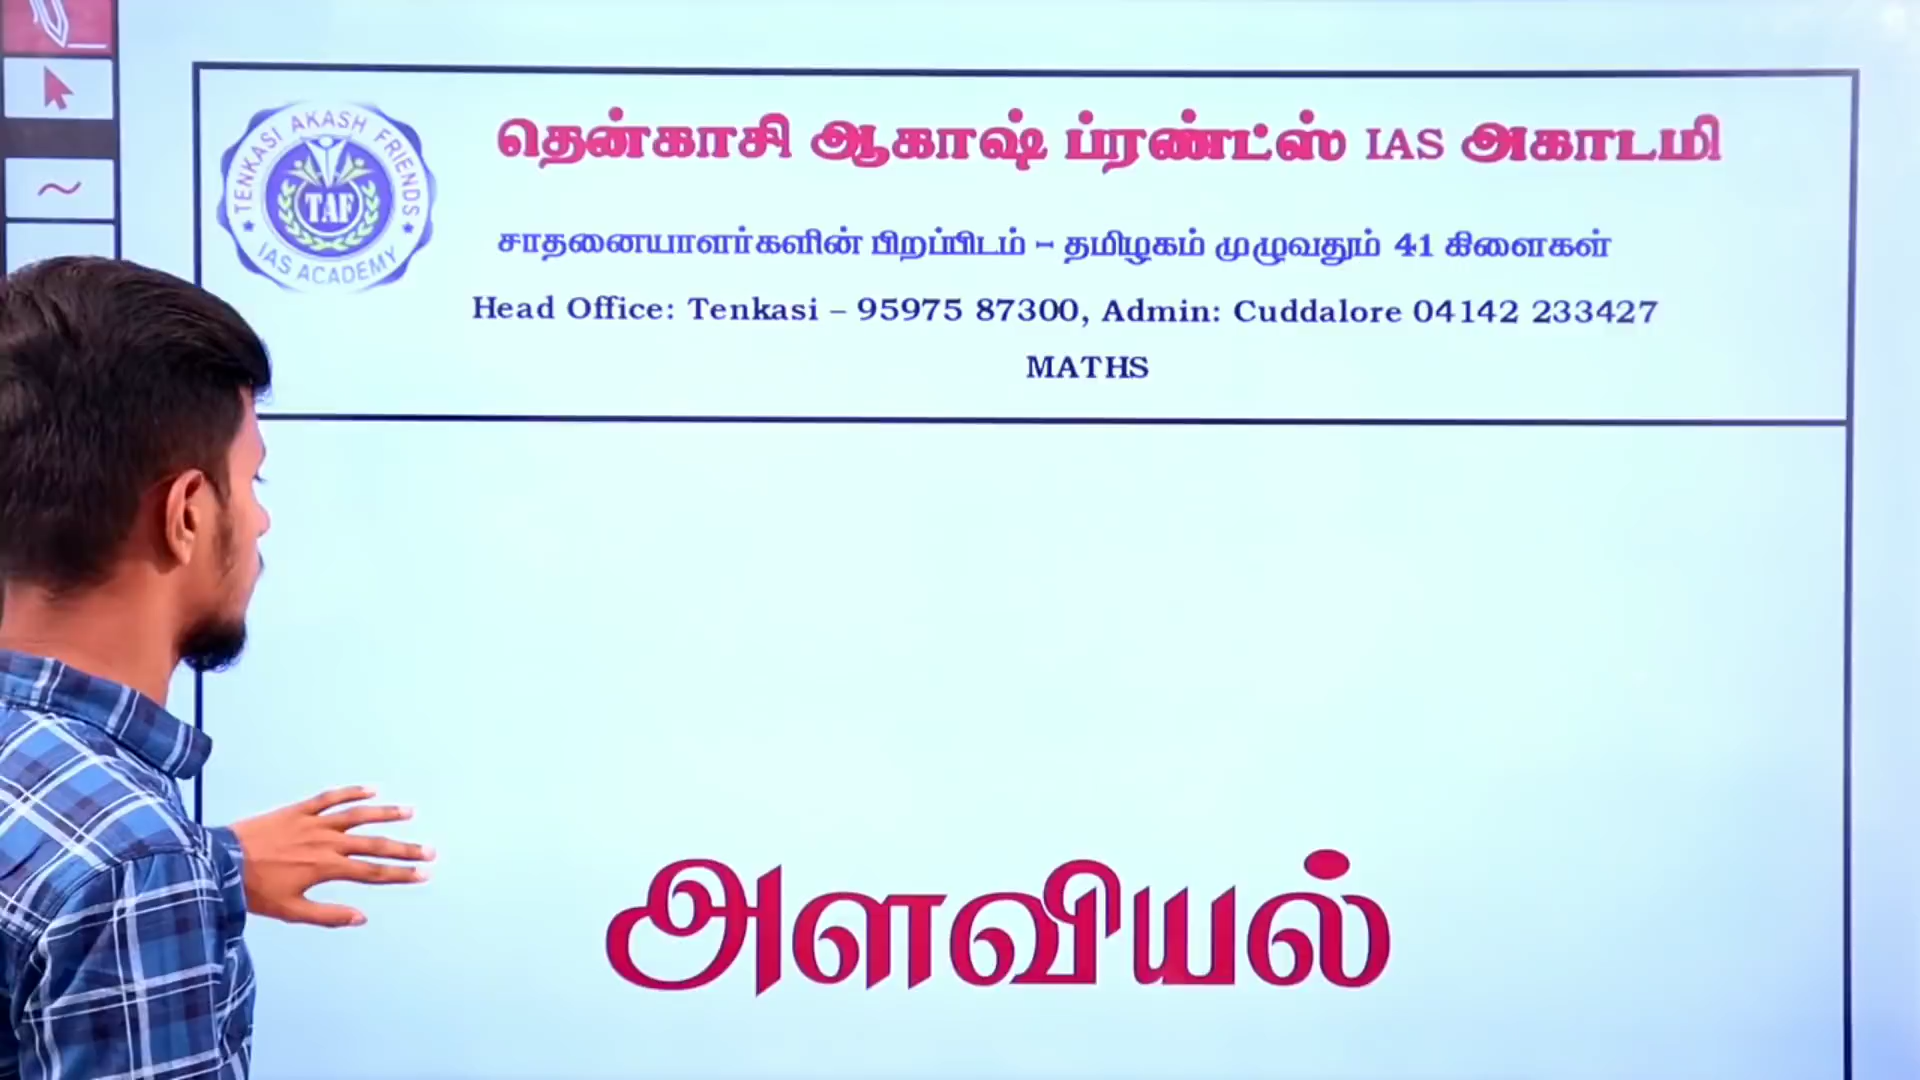 தென்காசி ஆகாஷ் ப்ரண்ட்ஸ் IAS அகாடமி
TENKASI AKASH FRIENDS
TAF
IAS ACADEMY
சாதனையாளர்களின் பிறப்பிடம் – தமிழகம் முழுவதும் 41 கிளைகள்
Head Office: Tenkasi – 95975 87300, Admin: Cuddalore 04142 233427
MATHS
அளவியல்